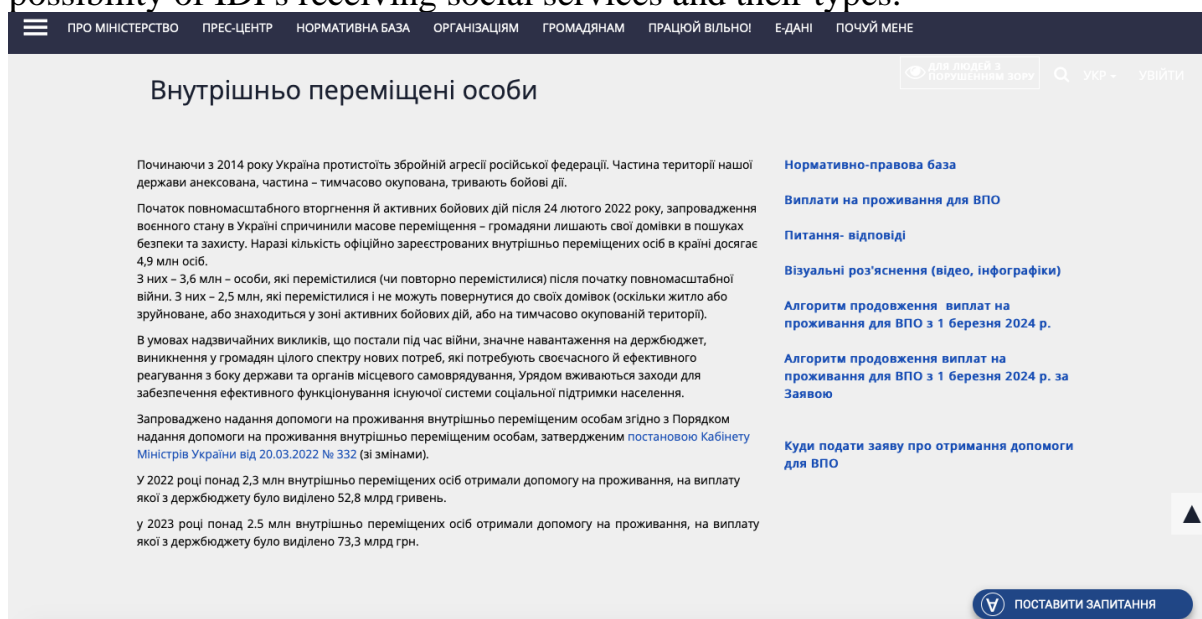 possibility of IDPs receiving social services and their types.
ПРО МІНІСТЕРСТВО ПРЕС-ЦЕНТР НОРМАТИВНА БАЗА ОРГАНІЗАЦІЯМ ГРОМАДЯНАМ ПРАЦЮЙ ВІЛЬНО! Е-ДАНІ ПОЧУЙ МЕНЕ
ДЛЯ ЛЮДЕЙ З
ПОРУШЕННЯМ ЗОРУ
УКР
УВІЙТИ
Внутрішньо переміщені особи
Починаючи з 2014 року Україна протистоїть збройній агресії російської федерації. Частина території нашої
держави анексована, частина – тимчасово окупована, тривають бойові дії.
Початок повномасштабного вторгнення й активних бойових дій після 24 лютого 2022 року, запровадження
воєнного стану в Україні спричинили масове переміщення – громадяни лишають свої домівки в пошуках
безпеки та захисту. Наразі кількість офіційно зареєстрованих внутрішньо переміщених осіб в країні досягає
4,9 млн осіб.
З них – 3,6 млн – особи, які перемістилися (чи повторно перемістилися) після початку повномасштабної
війни. З них – 2,5 млн, які перемістилися і не можуть повернутися до своїх домівок (оскільки житло або
зруйноване, або знаходиться у зоні активних бойових дій, або на тимчасово окупованій території).
В умовах надзвичайних викликів, що постали під час війни, значне навантаження на держбюджет,
виникнення у громадян цілого спектру нових потреб, які потребують своєчасного й ефективного
реагування з боку держави та органів місцевого самоврядування, Урядом вживаються заходи для
забезпечення ефективного функціонування існуючої системи соціальної підтримки населення.
Запроваджено надання допомоги на проживання внутрішньо переміщеним особам згідно з Порядком
надання допомоги на проживання внутрішньо переміщеним особам, затвердженим постановою Кабінету
Міністрів України від 20.03.2022 № 332 (зі змінами).
У 2022 році понад 2,3 млн внутрішньо переміщених осіб отримали допомогу на проживання, на виплату
якої з держбюджету було виділено 52,8 млрд гривень.
у 2023 році понад 2.5 млн внутрішньо переміщених осіб отримали допомогу на проживання, на виплату
якої з держбюджету було виділено 73,3 млрд грн.
Нормативно-правова база
Виплати на проживання для ВПО
Питання- відповіді
Візуальні роз'яснення (відео, інфографіки)
Алгоритм продовження виплат на
проживання для ВПО з 1 березня 2024 р.
Алгоритм продовження виплат на
проживання для ВПО з 1 березня 2024 р. за
Заявою
Куди подати заяву про отримання допомоги
для ВПО
ПОСТАВИТИ ЗАПИТАННЯ